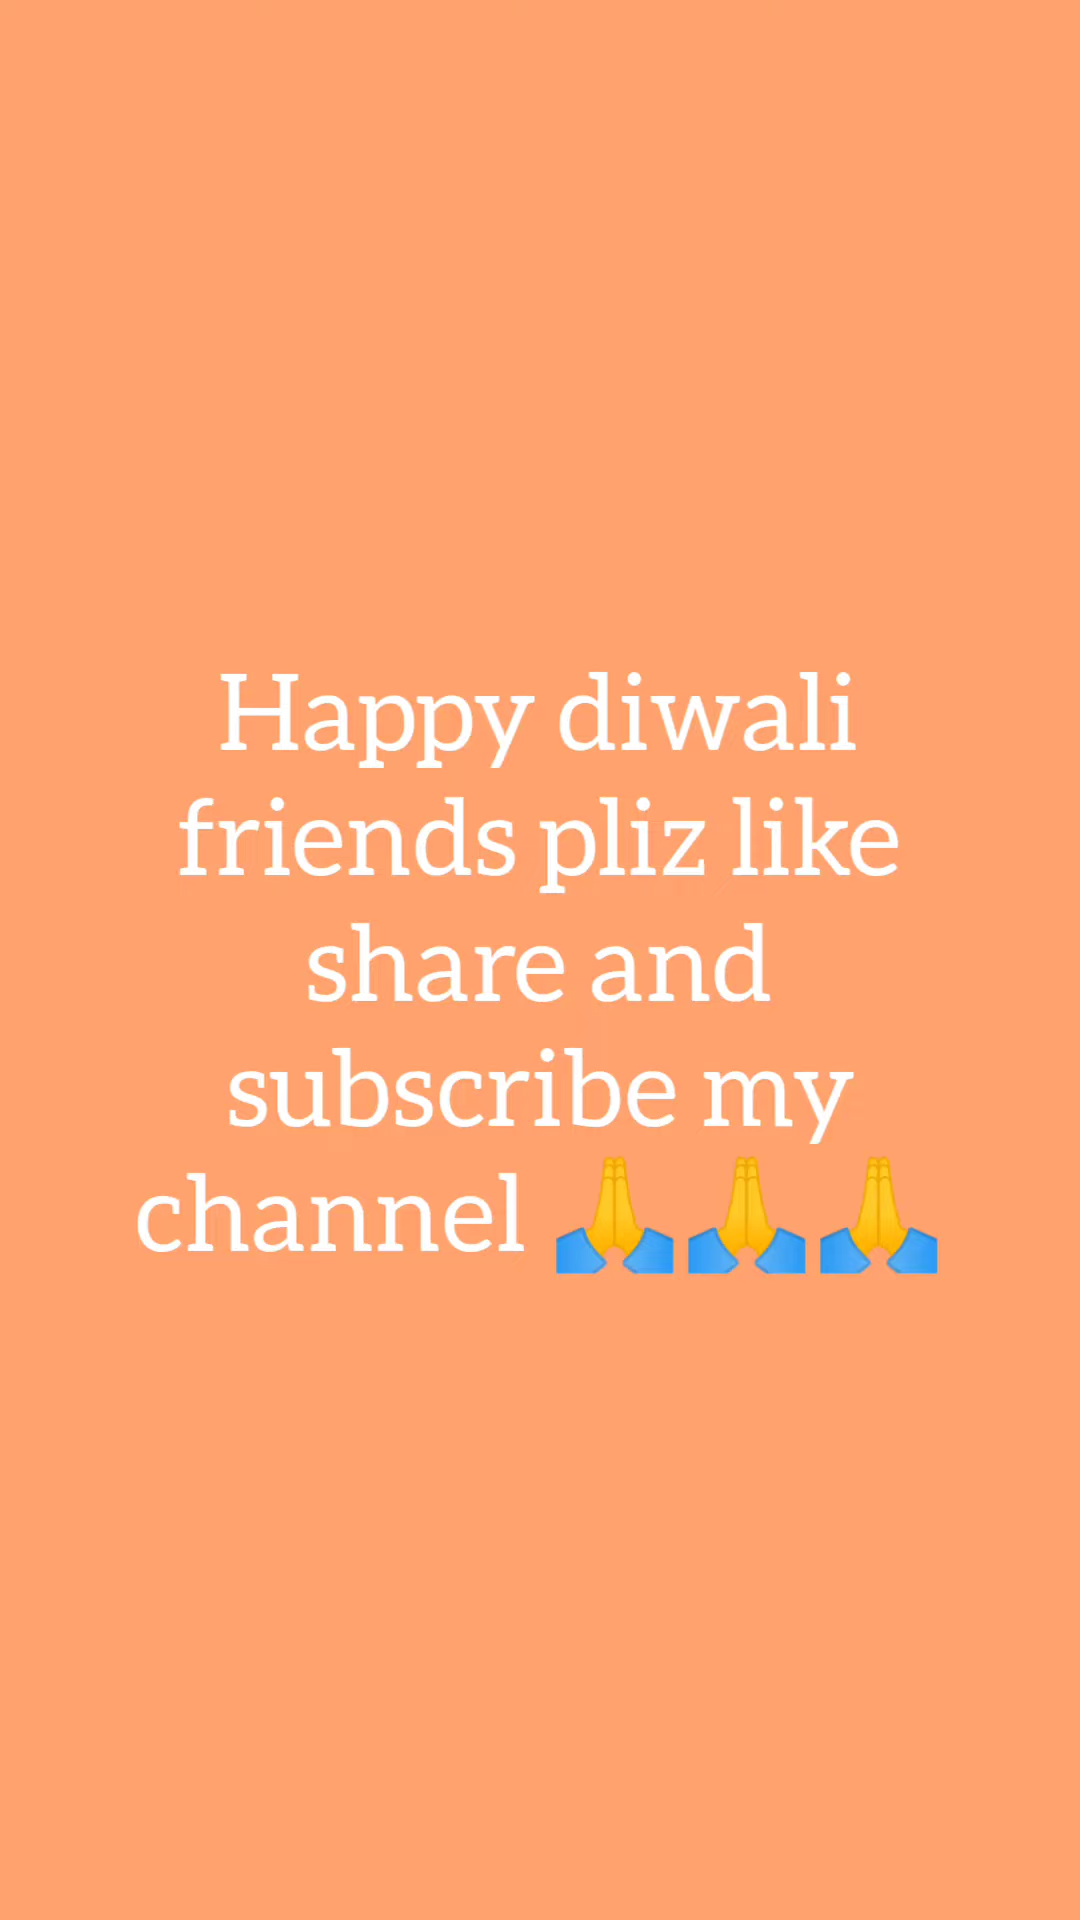 Happy diwali
friends pliz like
share and
subscribe my
channel 🙏🙏🙏